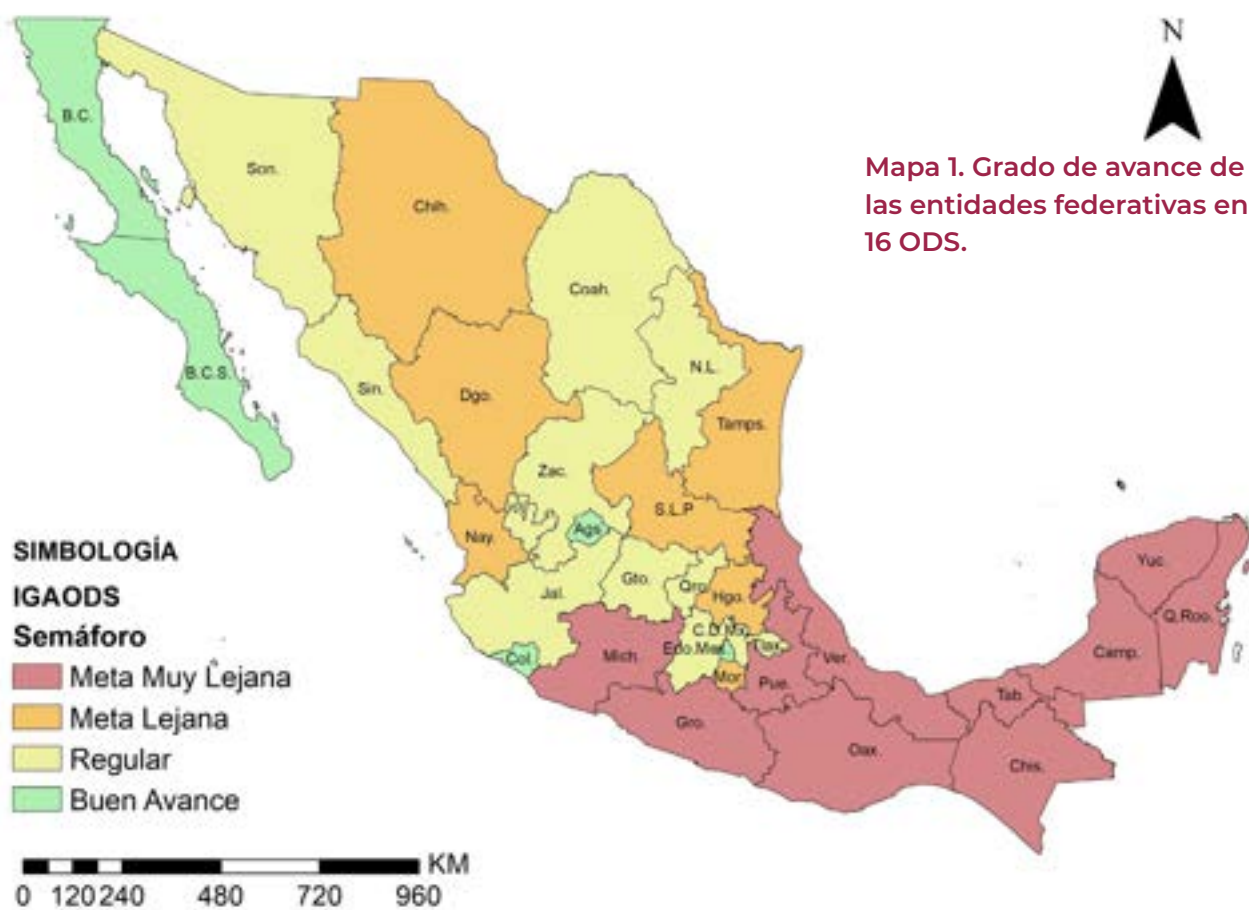 N
Mapa 1. Grado de avance de
las entidades federativas en
16 ODS.
B.C.
Son.
Chih.
Coah.
B.C.S.
Sin.
Dgo.
N.L.
Tamps.
Zac.
S.L.P
Nay.
Ags.
Jal.
Gto.
Qro.
Hgo.
Yuc.
Q.Roo.
Camp.
Col.
Mich.
Edo.Mex.
Tlax.
Mor.
Pue.
Ver.
Tab.
Gro.
Oax.
Chis.
SIMBOLOGÍA
IGAODS
Semáforo
Meta Muy Lejana
Meta Lejana
Regular
Buen Avance
KM
0 120 240 480 720 960